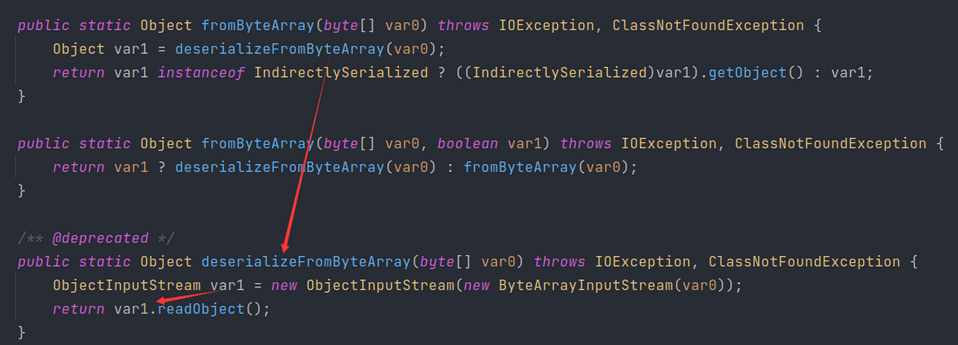 public static Object fromByteArray(byte[] var0) throws IOException, ClassNotFoundException {
    Object var1 = deserializeFromByteArray(var0);
    return var1 instanceof IndirectlySerialized ? ((IndirectlySerialized)var1).getObject() : var1;
}

public static Object fromByteArray(byte[] var0, boolean var1) throws IOException, ClassNotFoundException {
    return var1 ? deserializeFromByteArray(var0) : fromByteArray(var0);
}

/** @deprecated */
public static Object deserializeFromByteArray(byte[] var0) throws IOException, ClassNotFoundException {
    ObjectInputStream var1 = new ObjectInputStream(new ByteArrayInputStream(var0));
    return var1.readObject();
}